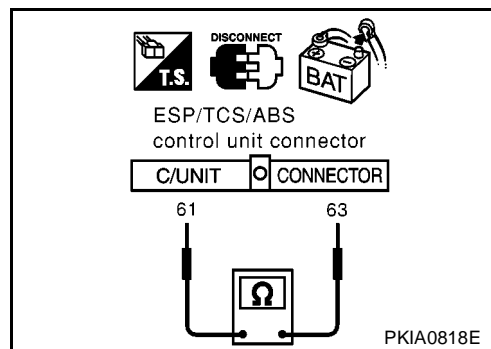 DISCONNECT
T.S.
BAT
ESP/TCS/ABS
control unit connector
C/UNIT CONNECTOR
61 63
Ω
PKIA0818E